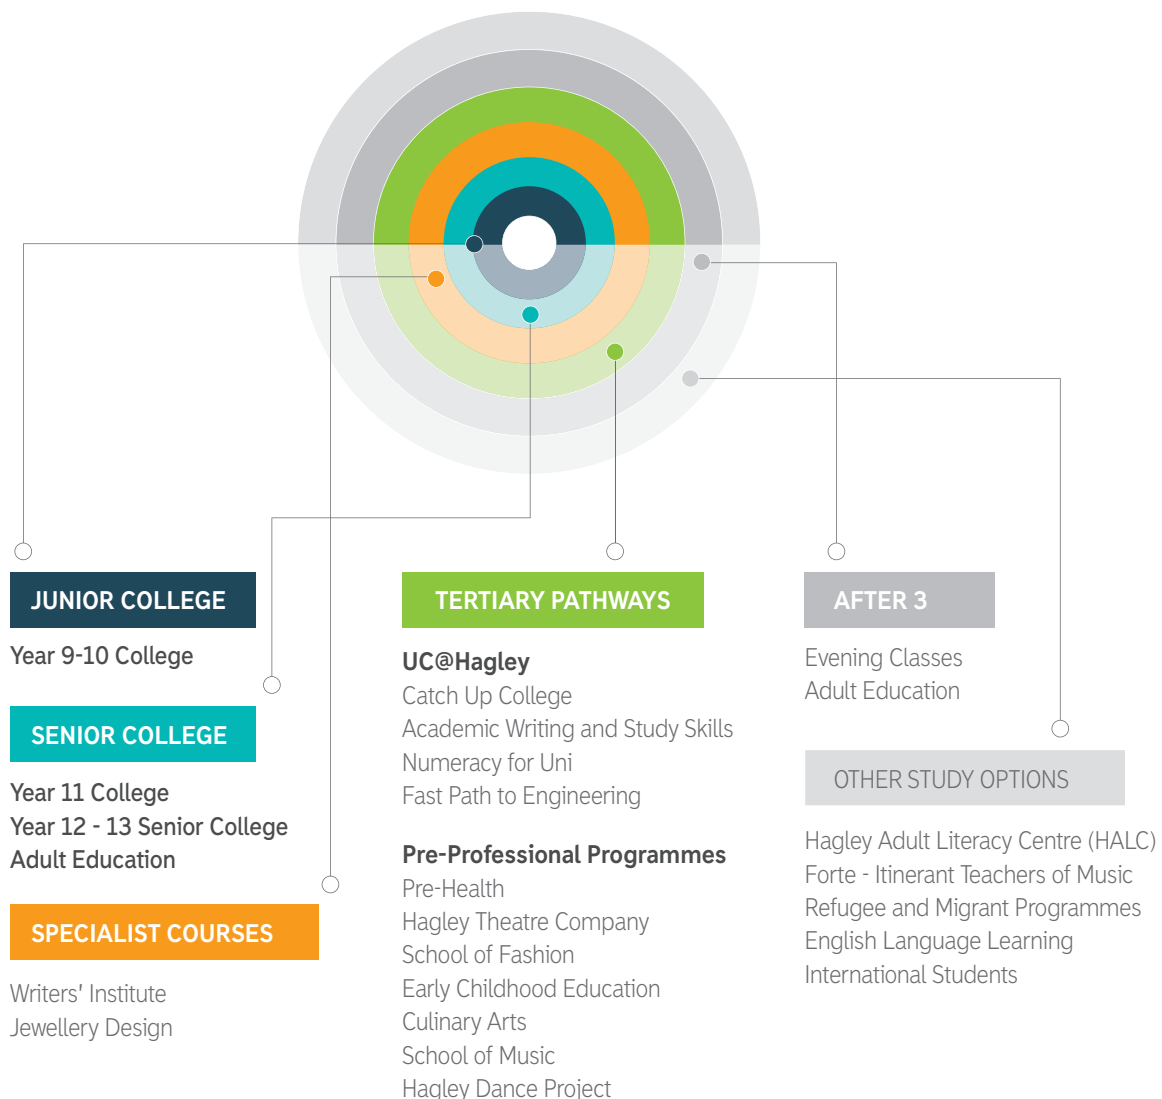 JUNIOR COLLEGE
Year 9-10 College
SENIOR COLLEGE
Year 11 College
Year 12 - 13 Senior College
Adult Education
SPECIALIST COURSES
Writers' Institute
Jewellery Design
TERTIARY PATHWAYS
UC@Hagley
Catch Up College
Academic Writing and Study Skills
Numeracy for Uni
Fast Path to Engineering
Pre-Professional Programmes
Pre-Health
Hagley Theatre Company
School of Fashion
Early Childhood Education
Culinary Arts
School of Music
Hagley Dance Project
AFTER 3
Evening Classes
Adult Education
OTHER STUDY OPTIONS
Hagley Adult Literacy Centre (HALC)
Forte - Itinerant Teachers of Music
Refugee and Migrant Programmes
English Language Learning
International Students